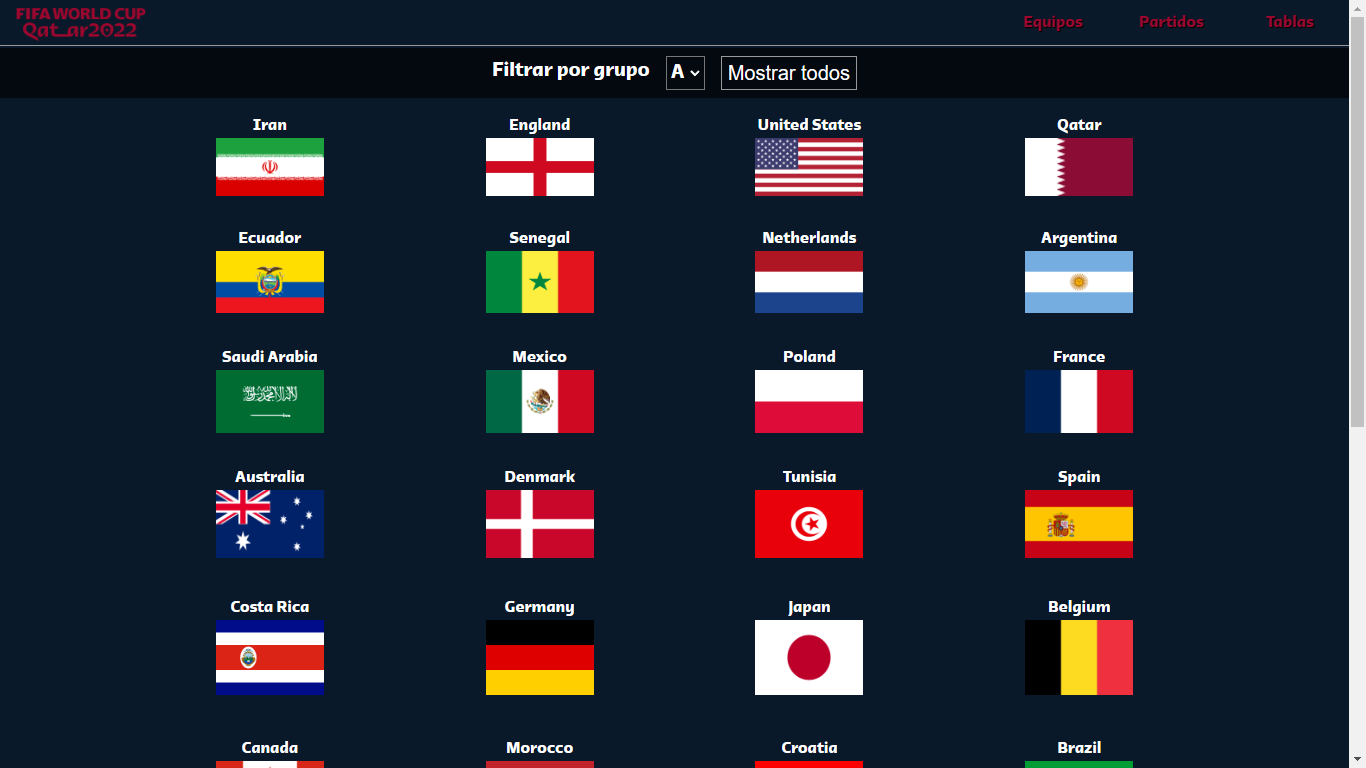 FIFA WORLD CUP
Qatar2022
Equipos Partidos Tablas
Filtrar por grupo A Mostrar todos
Iran England United States Qatar
Ecuador Senegal Netherlands Argentina
Saudi Arabia Mexico Poland France
Australia Denmark Tunisia Spain
Costa Rica Germany Japan Belgium
Canada Morocco Croatia Brazil